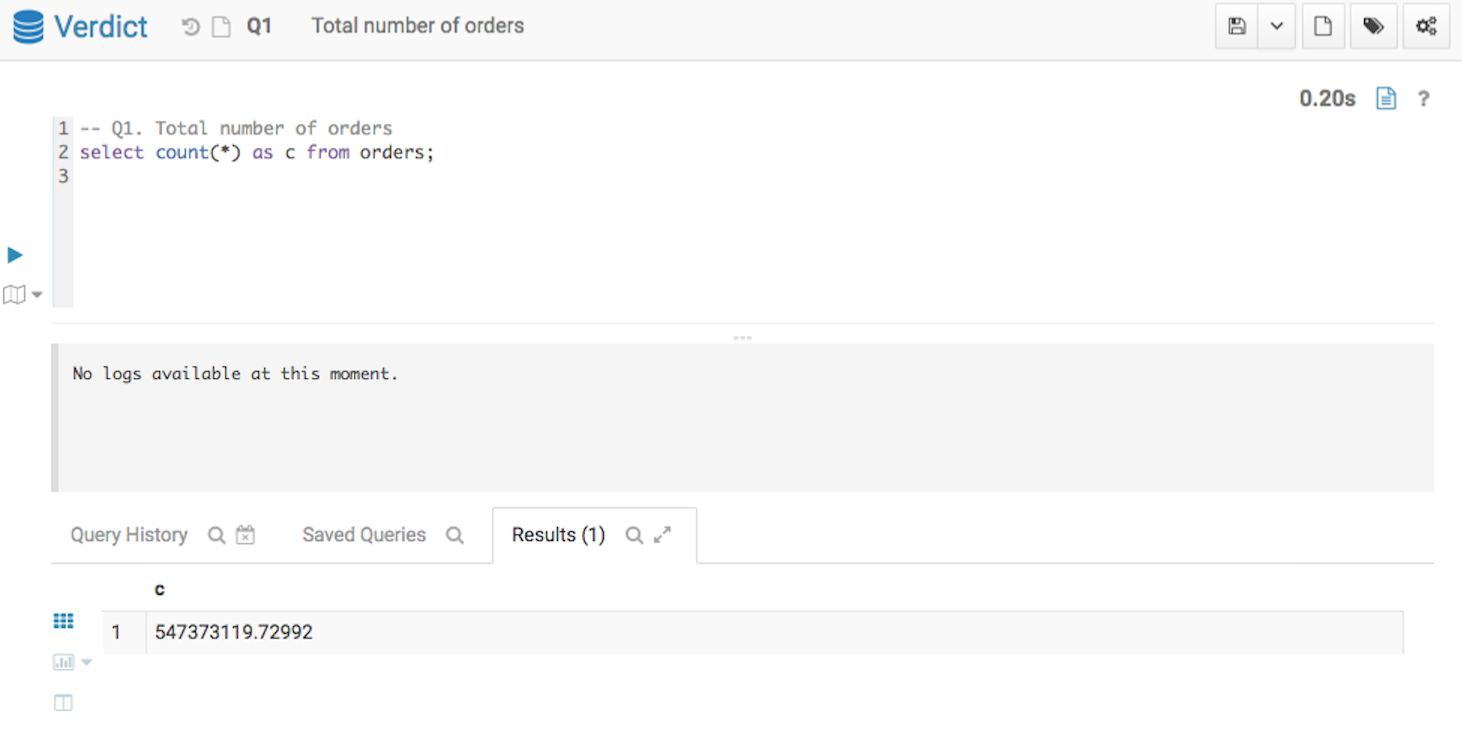 Verdict Q1 Total number of orders
0.20s ?
1 -- Q1. Total number of orders
2 select count(*) as c from orders;
3
No logs available at this moment.
Query History Saved Queries Results (1)
c
1 547373119.72992